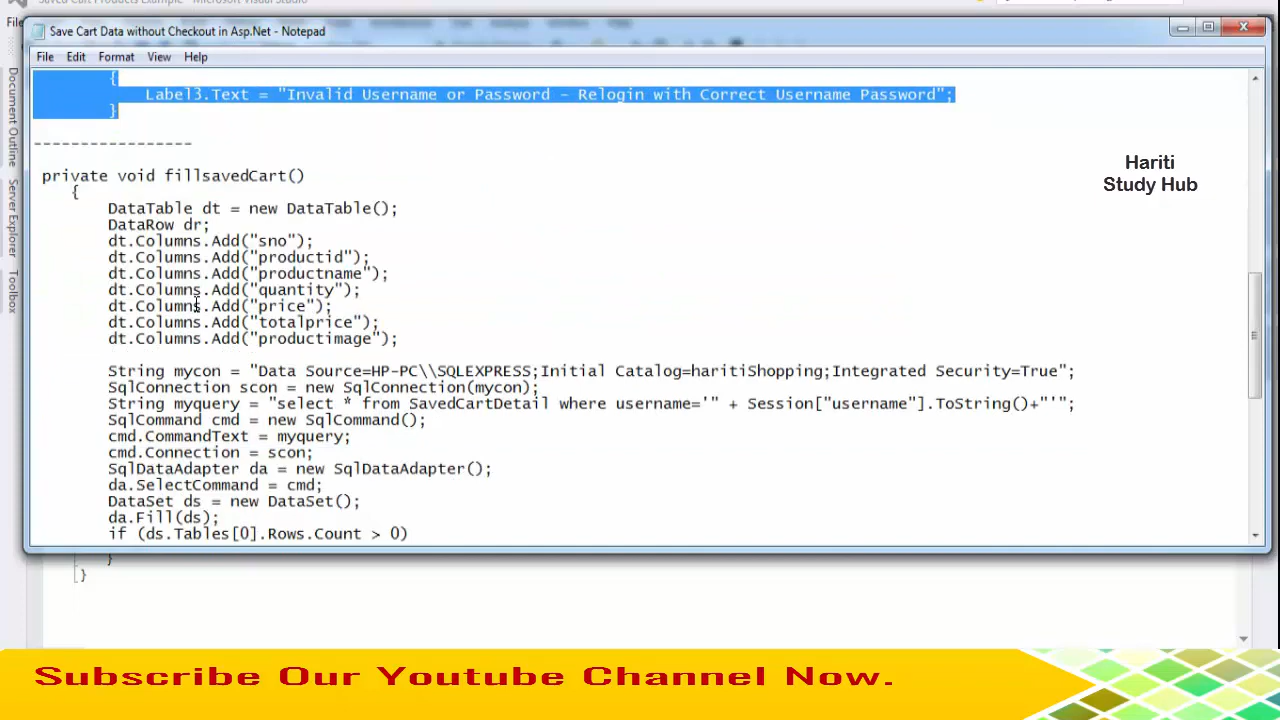 Saved Cart Products Example - Microsoft Visual Studio
Save Cart Data without Checkout in Asp.Net - Notepad
File Edit Format View Help
{
Label3.Text = "Invalid Username or Password - Relogin with Correct Username Password";
}
-----------------
private void fillsavedCart()
{
DataTable dt = new DataTable();
DataRow dr;
dt.Columns.Add("sno");
dt.Columns.Add("productid");
dt.Columns.Add("productname");
dt.Columns.Add("quantity");
dt.Columns.Add("price");
dt.Columns.Add("totalprice");
dt.Columns.Add("productimage");
String mycon = "Data Source=HP-PC\\SQLEXPRESS;Initial Catalog=haritiShopping;Integrated Security=True";
SqlConnection scon = new SqlConnection(mycon);
String myquery = "select * from SavedCartDetail where username='" + Session["username"].ToString()+"'";
SqlCommand cmd = new SqlCommand();
cmd.CommandText = myquery;
cmd.Connection = scon;
SqlDataAdapter da = new SqlDataAdapter();
da.SelectCommand = cmd;
DataSet ds = new DataSet();
da.Fill(ds);
if (ds.Tables[0].Rows.Count > 0)
}
}
Document Outline
Server Explorer
Toolbox
Hariti
Study Hub
Subscribe Our Youtube Channel Now.